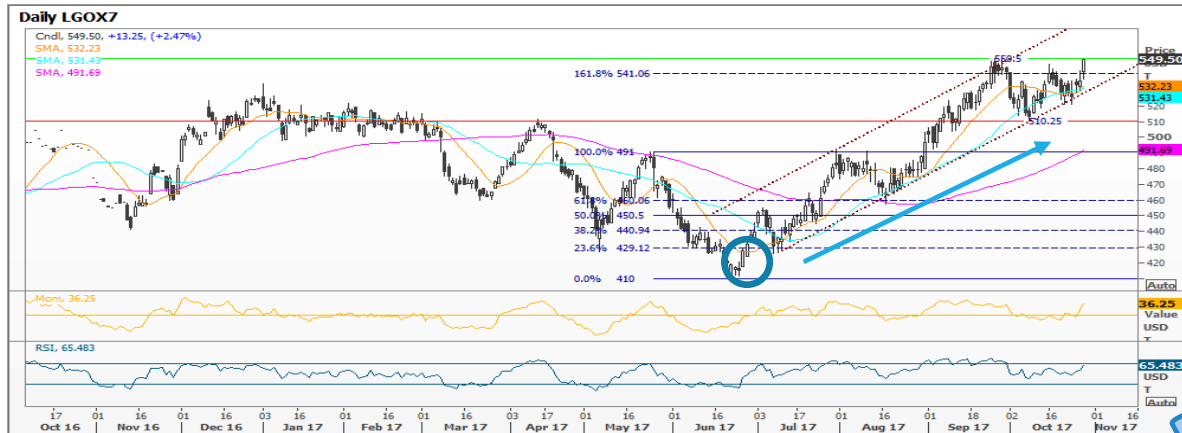 Daily LGOX7
Cndl, 549.50, +13.25, (+2.47%)
SMA, 532.23
SMA, 531.43
SMA, 491.69
Price
549.50
T
532.23
531.43
520
510
500
491.69
480
470
460
450
440
430
420
Auto
161.8% 541.06
510.25
100.0% 491
460.06
50.0% 450.5
38.2% 440.94
23.6% 429.12
0.0% 410
Mom, 36.25
36.25
Value
USD
T
RSI, 65.483
65.483
USD
T
Auto
17 01 16 01 16 03 16 01 16 01 16 03 17 01 16 01 16 03 17 01 16 01 18 02 16 01 16
Oct 16 Nov 16 Dec 16 Jan 17 Feb 17 Mar 17 Apr 17 May 17 Jun 17 Jul 17 Aug 17 Sep 17 Oct 17 Nov 17